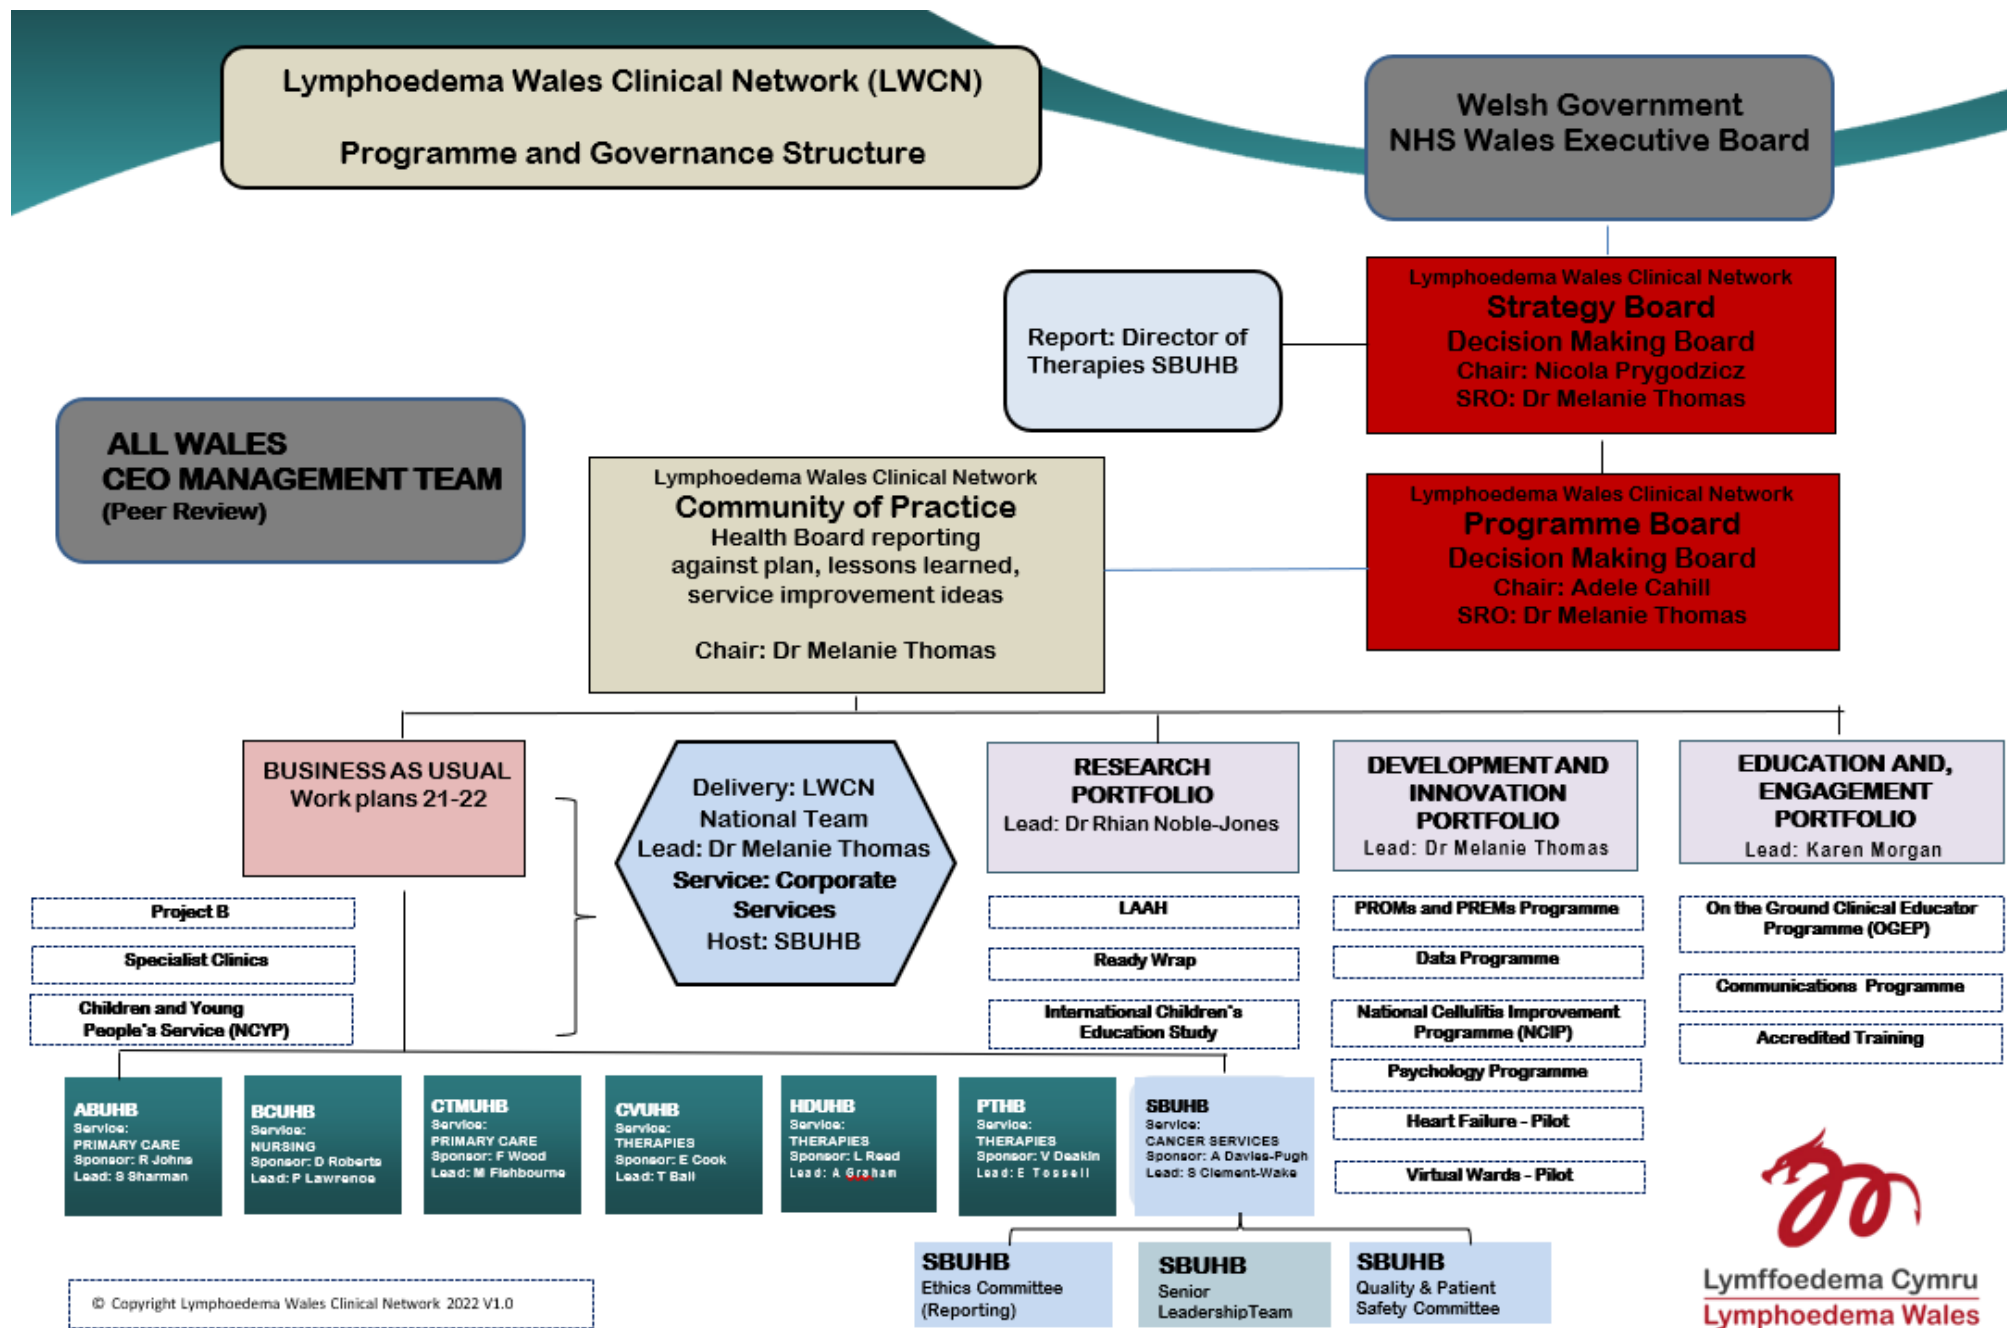 Lymphoedema Wales Clinical Network (LWCN)
Programme and Governance Structure
Welsh Government
NHS Wales Executive Board
Lymphoedema Wales Clinical Network
Strategy Board
Decision Making Board
Chair: Nicola Prygodzicz
SRO: Dr Melanie Thomas
Report: Director of
Therapies SBUHB
ALL WALES
CEO MANAGEMENT TEAM
(Peer Review)
Lymphoedema Wales Clinical Network
Community of Practice
Health Board reporting
against plan, lessons learned,
service improvement ideas
Chair: Dr Melanie Thomas
Lymphoedema Wales Clinical Network
Programme Board
Decision Making Board
Chair: Adele Cahill
SRO: Dr Melanie Thomas
BUSINESS AS USUAL
Work plans 21-22
Delivery: LWCN
National Team
Lead: Dr Melanie Thomas
Service: Corporate
Services
Host: SBUHB
RESEARCH
PORTFOLIO
Lead: Dr Rhian Noble-Jones
DEVELOPMENT AND
INNOVATION
PORTFOLIO
Lead: Dr Melanie Thomas
EDUCATION AND,
ENGAGEMENT
PORTFOLIO
Lead: Karen Morgan
Project B
Specialist Clinics
Children and Young
People's Service (NCYP)
LAAH
Ready Wrap
International Children's
Education Study
PROMs and PREMs Programme
Data Programme
National Cellulitis Improvement
Programme (NCIP)
Psychology Programme
Heart Failure - Pilot
Virtual Wards - Pilot
On the Ground Clinical Educator
Programme (OGEP)
Communications Programme
Accredited Training
ABUHB
Service:
PRIMARY CARE
Sponsor: R Johns
Lead: S Sharman
BCUHB
Service:
NURSING
Sponsor: D Roberts
Lead: P Lawrence
CTMUHB
Service:
PRIMARY CARE
Sponsor: F Wood
Lead: M Fishbourne
CVUHB
Service:
THERAPIES
Sponsor: E Cook
Lead: T Ball
HDUHB
Service:
THERAPIES
Sponsor: L Reed
Lead: A Graham
PTHB
Service:
THERAPIES
Sponsor: V Deakin
Lead: E Tossell
SBUHB
Service:
CANCER SERVICES
Sponsor: A Davies-Pugh
Lead: S Clement-Wake
SBUHB
Ethics Committee
(Reporting)
SBUHB
Senior
LeadershipTeam
SBUHB
Quality & Patient
Safety Committee
© Copyright Lymphoedema Wales Clinical Network 2022 V1.0
Lymffoedema Cymru
Lymphoedema Wales